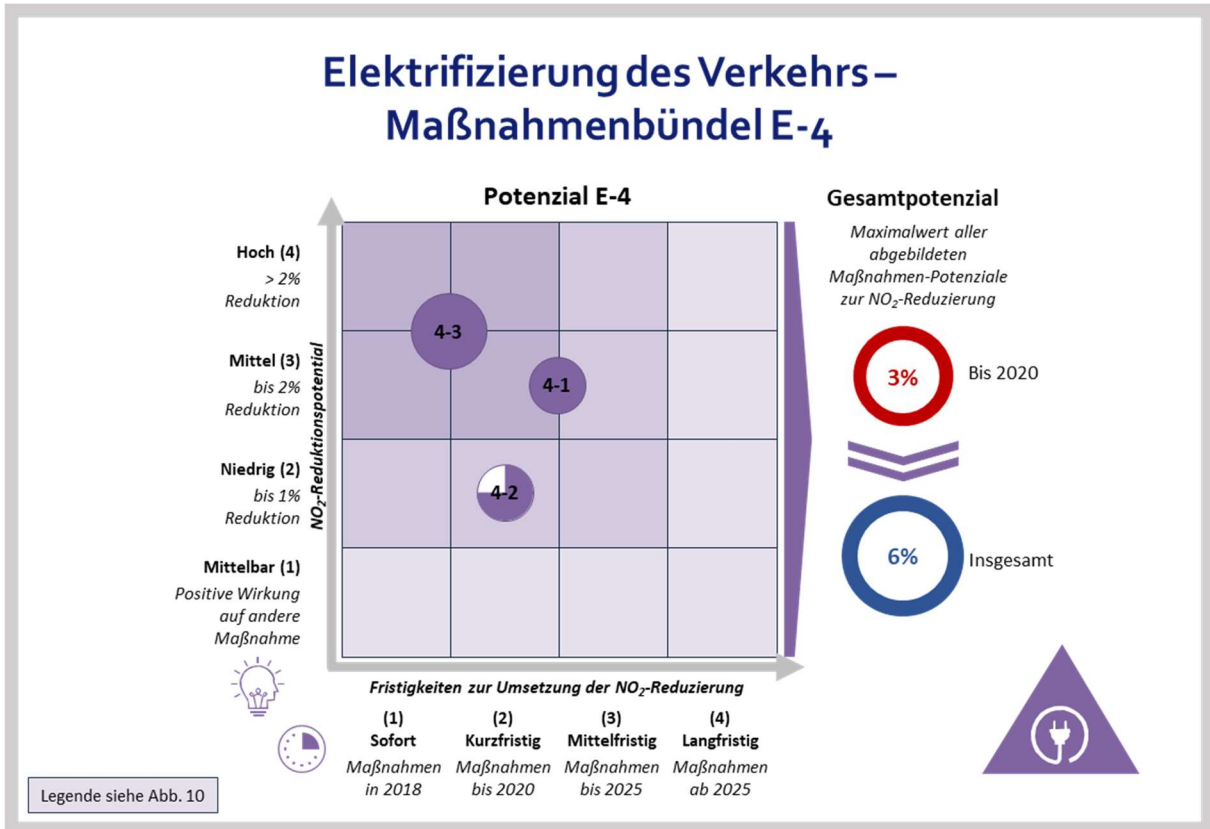 Elektrifizierung des Verkehrs –
Maßnahmenbündel E-4
Potenzial E-4
Hoch (4)
> 2%
Reduktion
Mittel (3)
bis 2%
Reduktion
Niedrig (2)
bis 1%
Reduktion
Mittelbar (1)
Positive Wirkung
auf andere
Maßnahme
NO₂-Reduktionspotential
4-3
4-1
4-2
Fristigkeiten zur Umsetzung der NO₂-Reduzierung
(1)
Sofort
Maßnahmen
in 2018
(2)
Kurzfristig
Maßnahmen
bis 2020
(3)
Mittelfristig
Maßnahmen
bis 2025
(4)
Langfristig
Maßnahmen
ab 2025
Gesamtpotenzial
Maximalwert aller
abgebildeten
Maßnahmen-Potenziale
zur NO₂-Reduzierung
3%
Bis 2020
6%
Insgesamt
Legende siehe Abb. 10